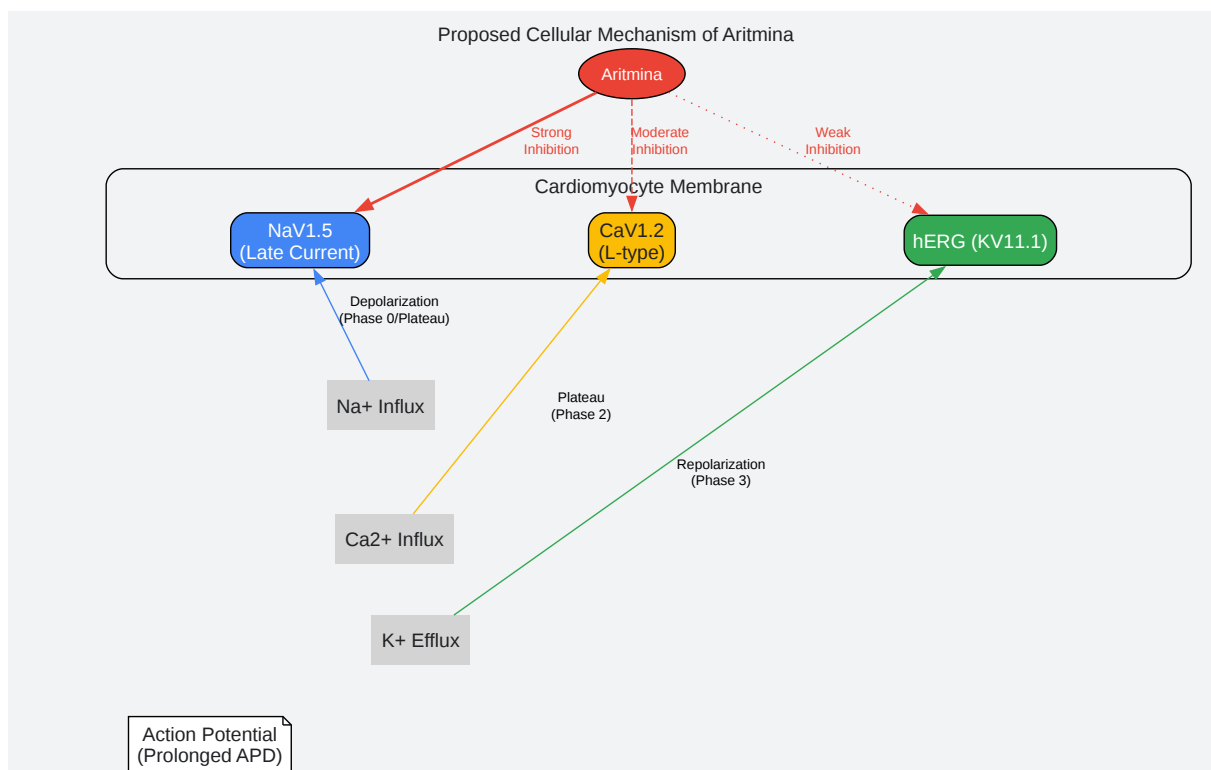 Proposed Cellular Mechanism of Aritmina
Aritmina
Strong
Inhibition
Moderate
Inhibition
Weak
Inhibition
Cardiomyocyte Membrane
NaV1.5
(Late Current)
CaV1.2
(L-type)
hERG (KV11.1)
Depolarization
(Phase 0/Plateau)
Na+ Influx
Plateau
(Phase 2)
Repolarization
(Phase 3)
Ca2+ Influx
K+ Efflux
Action Potential
(Prolonged APD)